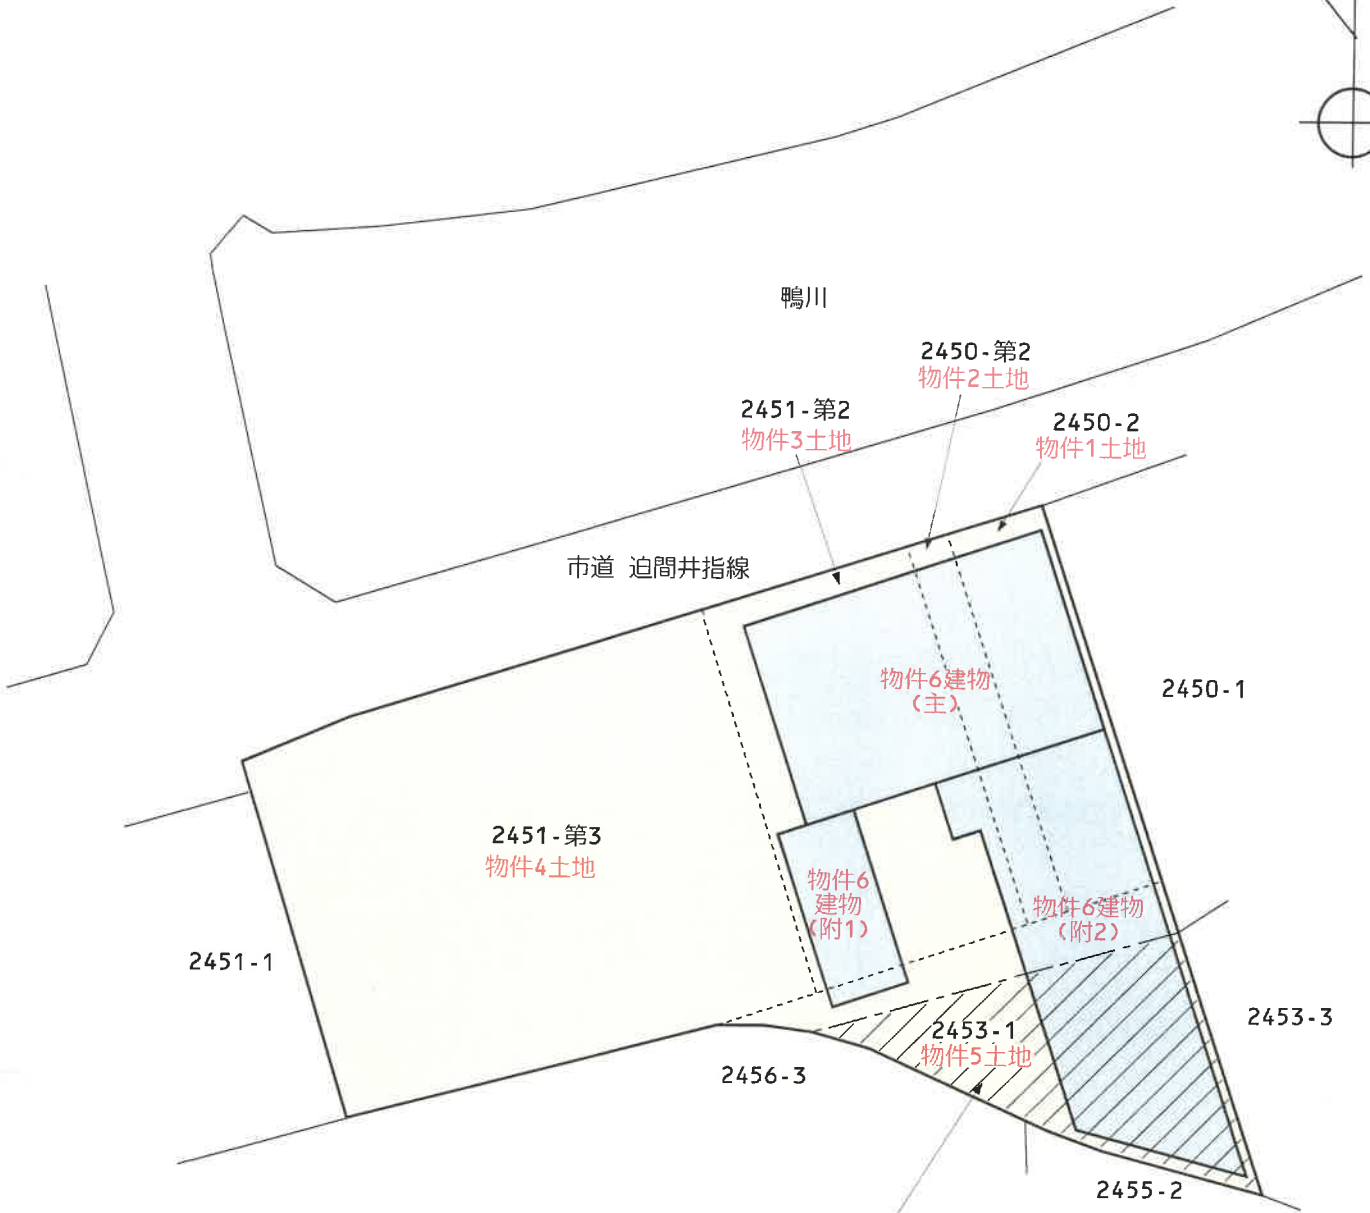 鴨川
2450-第2
物件2土地
2451-第2
物件3土地
2450-2
物件1土地
市道 迫間井指線
物件6建物
(主)
2450-1
2451-第3
物件4土地
物件6
建物
(附1)
物件6建物
(附2)
2451-1
2453-1
物件5土地
2453-3
2456-3
2455-2